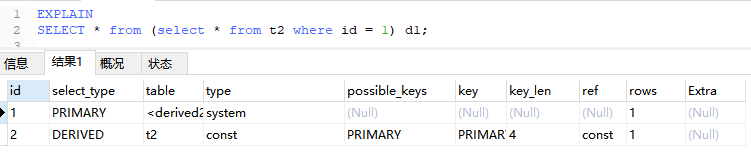 1 EXPLAIN
2 SELECT * from (select * from t2 where id = 1) d1;
3
信息 结果1 概况 状态
id select_type table type possible_keys key key_len ref rows Extra
1 PRIMARY <derived2 system (Null) (Null) (Null) (Null) 1 (Null)
2 DERIVED t2 const PRIMARY PRIMAR 4 const 1 (Null)